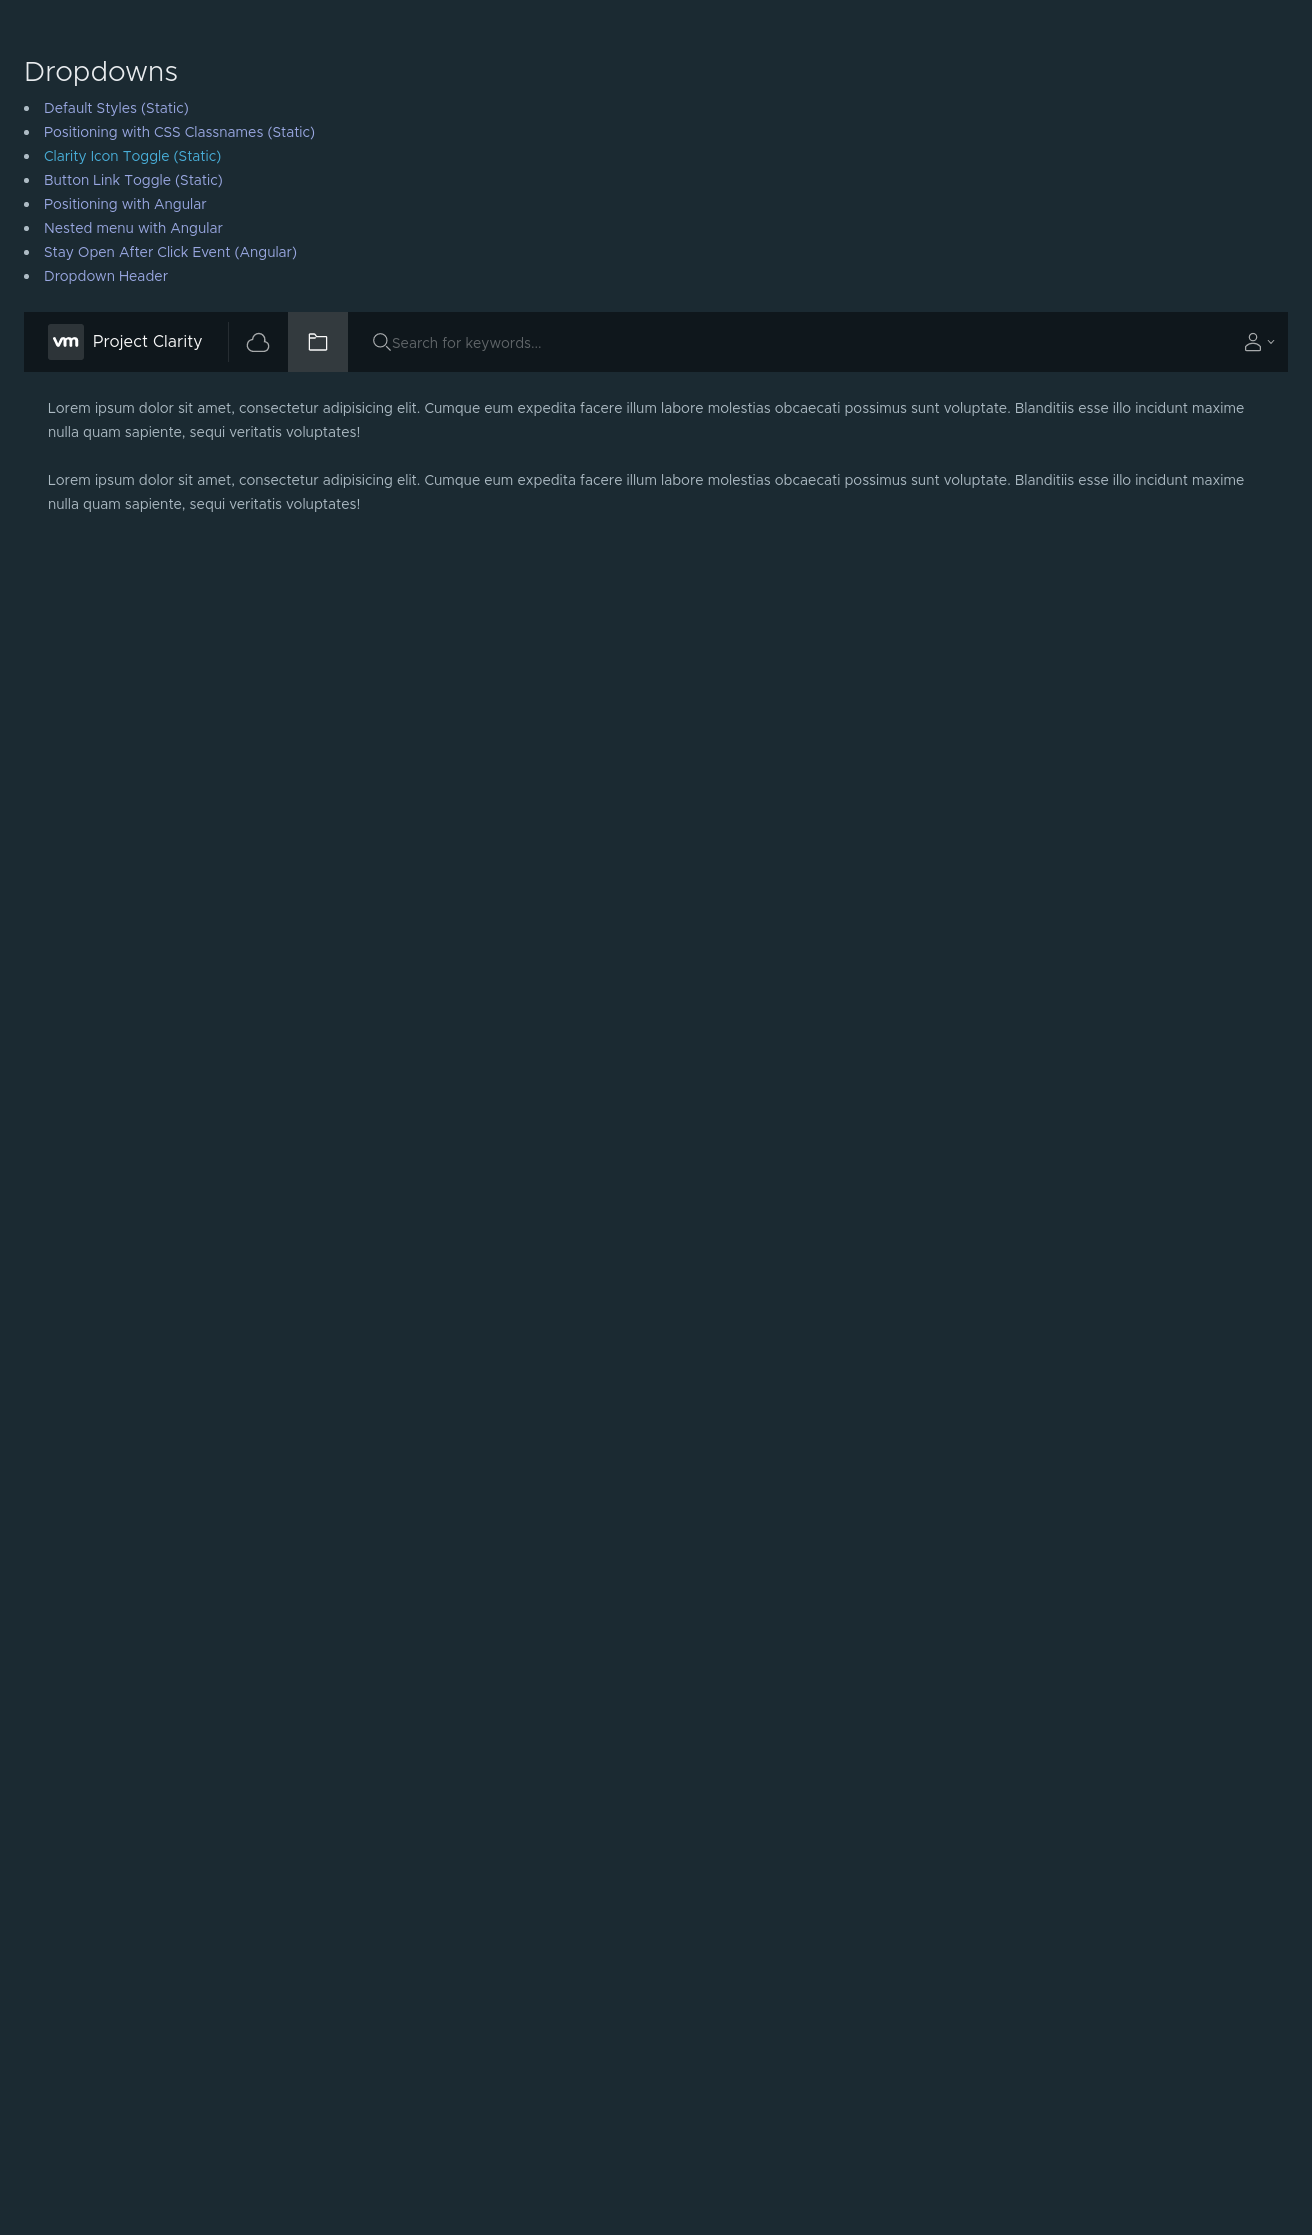 Dropdowns
Default Styles (Static)
Positioning with CSS Classnames (Static)
Clarity Icon Toggle (Static)
Button Link Toggle (Static)
Positioning with Angular
Nested menu with Angular
Stay Open After Click Event (Angular)
Dropdown Header
vm Project Clarity Search for keywords...
Lorem ipsum dolor sit amet, consectetur adipisicing elit. Cumque eum expedita facere illum labore molestias obcaecati possimus sunt voluptate. Blanditiis esse illo incidunt maxime
nulla quam sapiente, sequi veritatis voluptates!
Lorem ipsum dolor sit amet, consectetur adipisicing elit. Cumque eum expedita facere illum labore molestias obcaecati possimus sunt voluptate. Blanditiis esse illo incidunt maxime
nulla quam sapiente, sequi veritatis voluptates!